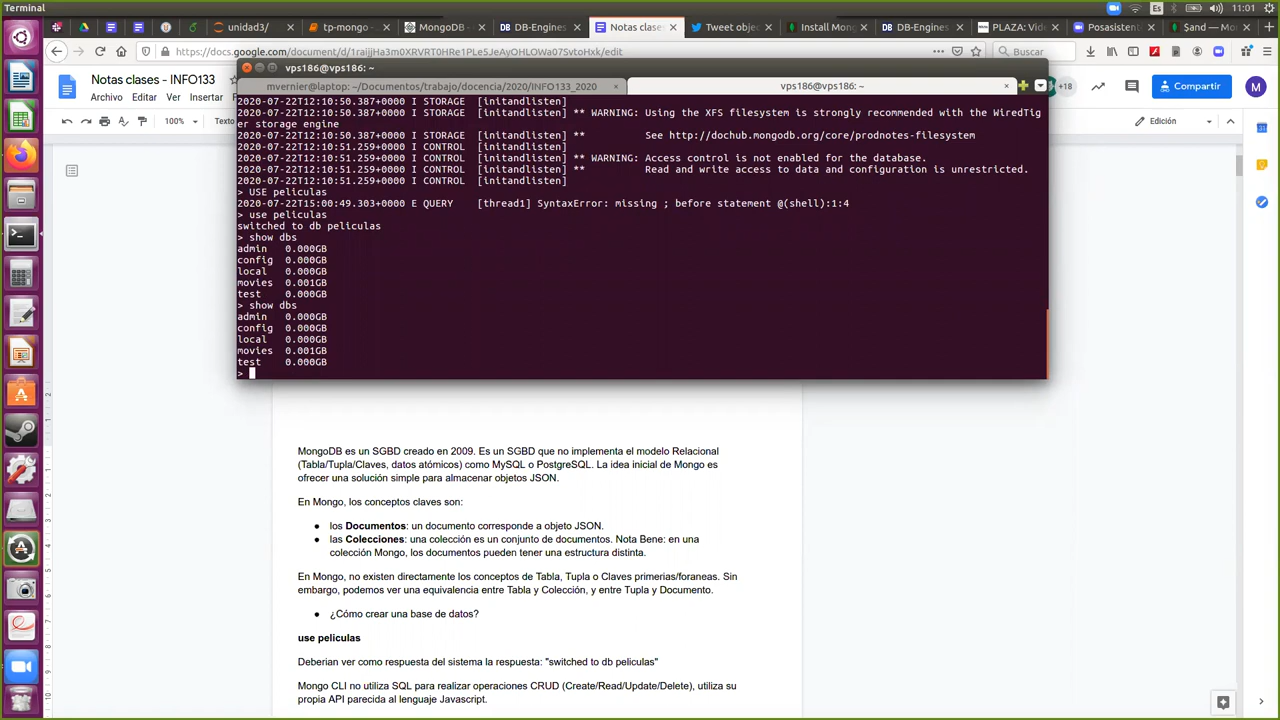 Terminal
Es
11:01
unidad3/
tp-mongo
MongoDB
DB-Engines
Notas clases
Tweet obje
Install Mong
DB-Engines
PLAZA: Vide
Posasistente
Sand — Mo
https://docs.google.com/document/d/1raijjHa3m0XRVRT0HRe1PLe5JeAyOHLOWa07SvtoHxk/edit
Buscar
vps186@vps186: ~
Notas clases - INFO133
mvernier@laptop: ~/Documentos/trabajo/docencia/2020/INFO133_2020
vps186@vps186: ~
+18
Compartir
M
Archivo Editar Ver Insertar
100% Texto
Edición
2020-07-22T12:10:50.387+0000 I STORAGE [initandlisten]
2020-07-22T12:10:50.387+0000 I STORAGE [initandlisten] ** WARNING: Using the XFS filesystem is strongly recommended with the WiredTig
er storage engine
2020-07-22T12:10:50.387+0000 I STORAGE [initandlisten] ** See http://dochub.mongodb.org/core/prodnotes-filesystem
2020-07-22T12:10:51.259+0000 I CONTROL [initandlisten]
2020-07-22T12:10:51.259+0000 I CONTROL [initandlisten] ** WARNING: Access control is not enabled for the database.
2020-07-22T12:10:51.259+0000 I CONTROL [initandlisten] ** Read and write access to data and configuration is unrestricted.
2020-07-22T12:10:51.259+0000 I CONTROL [initandlisten]
> USE peliculas
2020-07-22T15:00:49.303+0000 E QUERY [thread1] SyntaxError: missing ; before statement @(shell):1:4
> use peliculas
switched to db peliculas
> show dbs
admin 0.000GB
config 0.000GB
local 0.000GB
movies 0.001GB
test 0.000GB
> show dbs
admin 0.000GB
config 0.000GB
local 0.000GB
movies 0.001GB
test 0.000GB
>
MongoDB es un SGBD creado en 2009. Es un SGBD que no implementa el modelo Relacional
(Tabla/Tupla/Claves, datos atómicos) como MySQL o PostgreSQL. La idea inicial de Mongo es
ofrecer una solución simple para almacenar objetos JSON.
En Mongo, los conceptos claves son:
● los Documentos: un documento corresponde a objeto JSON.
● las Colecciones: una colección es un conjunto de documentos. Nota Bene: en una
colección Mongo, los documentos pueden tener una estructura distinta.
En Mongo, no existen directamente los conceptos de Tabla, Tupla o Claves primerias/foraneas. Sin
embargo, podemos ver una equivalencia entre Tabla y Colección, y entre Tupla y Documento.
● ¿Cómo crear una base de datos?
use peliculas
Deberian ver como respuesta del sistema la respuesta: "switched to db peliculas"
Mongo CLI no utiliza SQL para realizar operaciones CRUD (Create/Read/Update/Delete), utiliza su
propia API parecida al lenguaje Javascript.